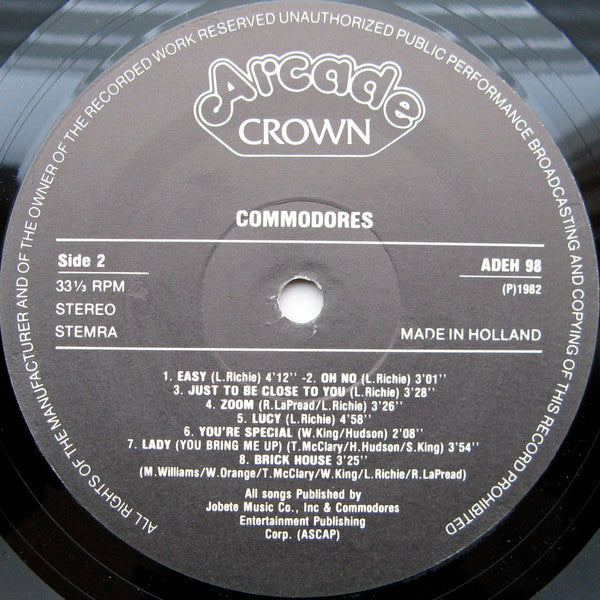 ALL RIGHTS OF THE MANUFACTURER AND OF THE OWNER OF THE RECORDED WORK RESERVED UNAUTHORIZED PUBLIC PERFORMANCE BROADCASTING AND COPYING OF THIS RECORD PROHIBITED
Arcade
CROWN
COMMODORES
Side 2
33⅓ RPM
STEREO
STEMRA
ADEH 98
(P)1982
MADE IN HOLLAND
1. EASY (L.Richie) 4'12'' -2. OH NO (L.Richie) 3'01''
3. JUST TO BE CLOSE TO YOU (L.Richie) 3'28''
4. ZOOM (R.LaPread/L.Richie) 3'26''
5. LUCY (L.Richie) 4'58''
6. YOU'RE SPECIAL (W.King/Hudson) 2'08''
7. LADY (YOU BRING ME UP) (T.McClary/H.Hudson/S.King) 3'54''
8. BRICK HOUSE 3'25''
(M.Williams/W.Orange/T.McClary/W.King/L.Richie/R.LaPread)
All songs Published by
Jobete Music Co., Inc & Commodores
Entertainment Publishing
Corp. (ASCAP)